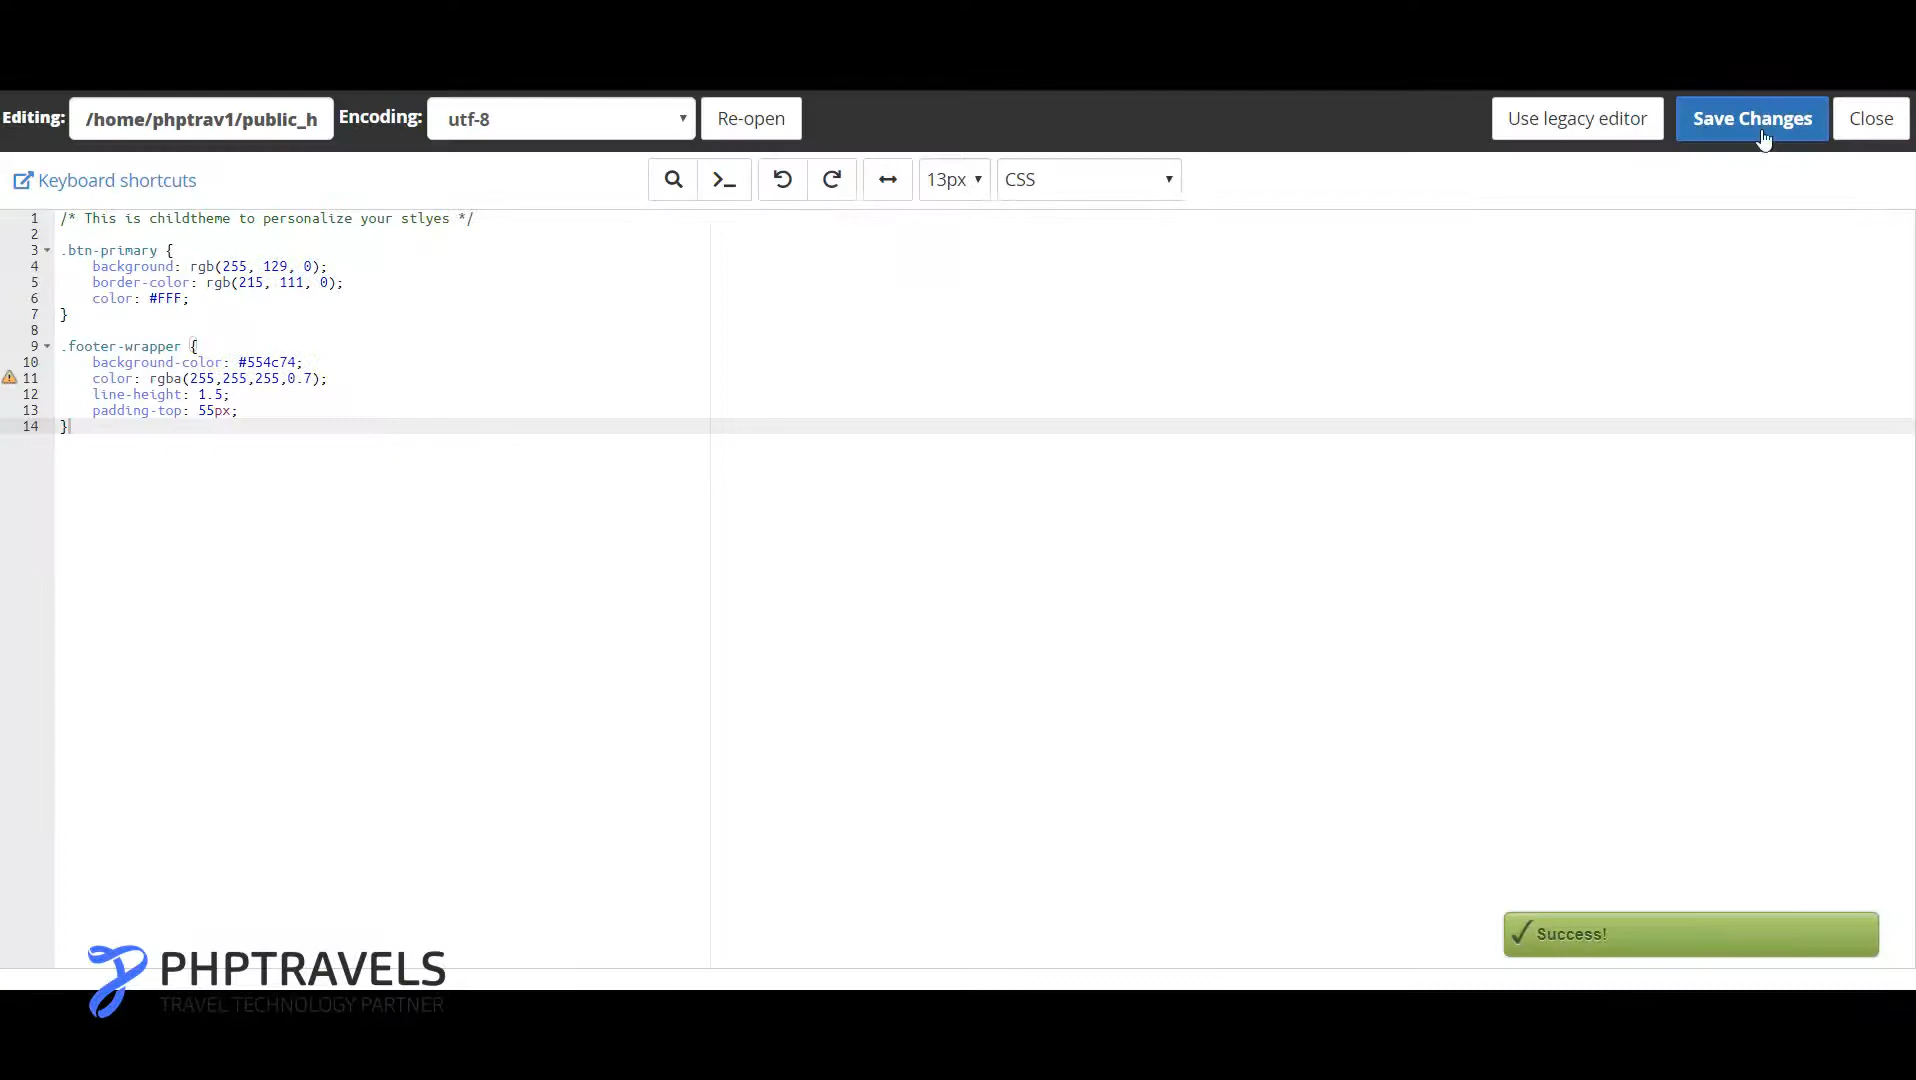 Editing: /home/phptrav1/public_h Encoding: utf-8 Re-open Use legacy editor Save Changes Close
Keyboard shortcuts 13px CSS
1 /* This is childtheme to personalize your stlyes */
2
3 .btn-primary {
4 background: rgb(255, 129, 0);
5 border-color: rgb(215, 111, 0);
6 color: #FFF;
7 }
8
9 .footer-wrapper {
10 background-color: #554c74;
11 color: rgba(255,255,255,0.7);
12 line-height: 1.5;
13 padding-top: 55px;
14 }
Success!
PHPTRAVELS
TRAVEL TECHNOLOGY PARTNER